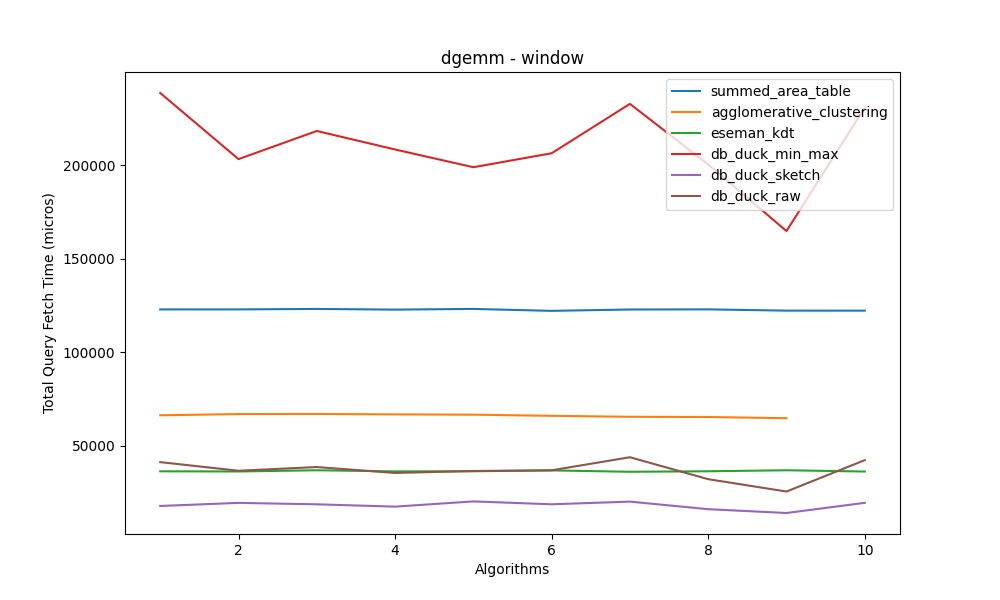 dgemm - window
summed_area_table
agglomerative_clustering
eseman_kdt
db_duck_min_max
db_duck_sketch
db_duck_raw
Total Query Fetch Time (micros)
200000
150000
100000
50000
2
4
6
8
10
Algorithms